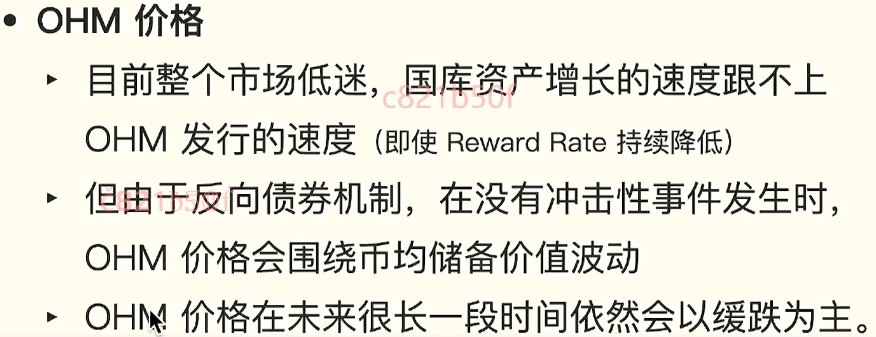 • OHM 价格
‣ 目前整个市场低迷，国库资产增长的速度跟不上
c821b50f
OHM 发行的速度（即使 Reward Rate 持续降低）
‣ 但由于反向债券机制，在没有冲击性事件发生时，
c821b50f
OHM 价格会围绕币均储备价值波动
‣ OHM 价格在未来很长一段时间依然会以缓跌为主。